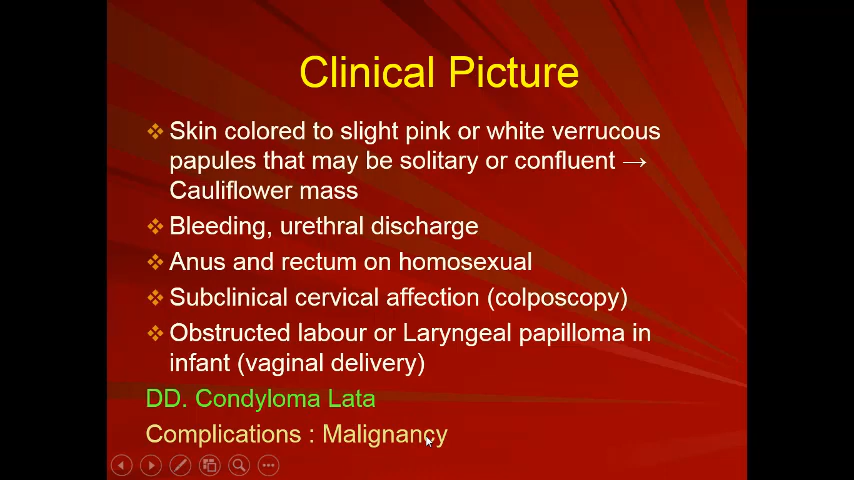 Clinical Picture
❖ Skin colored to slight pink or white verrucous
papules that may be solitary or confluent →
Cauliflower mass
❖ Bleeding, urethral discharge
❖ Anus and rectum on homosexual
❖ Subclinical cervical affection (colposcopy)
❖ Obstructed labour or Laryngeal papilloma in
infant (vaginal delivery)
DD. Condyloma Lata
Complications : Malignancy